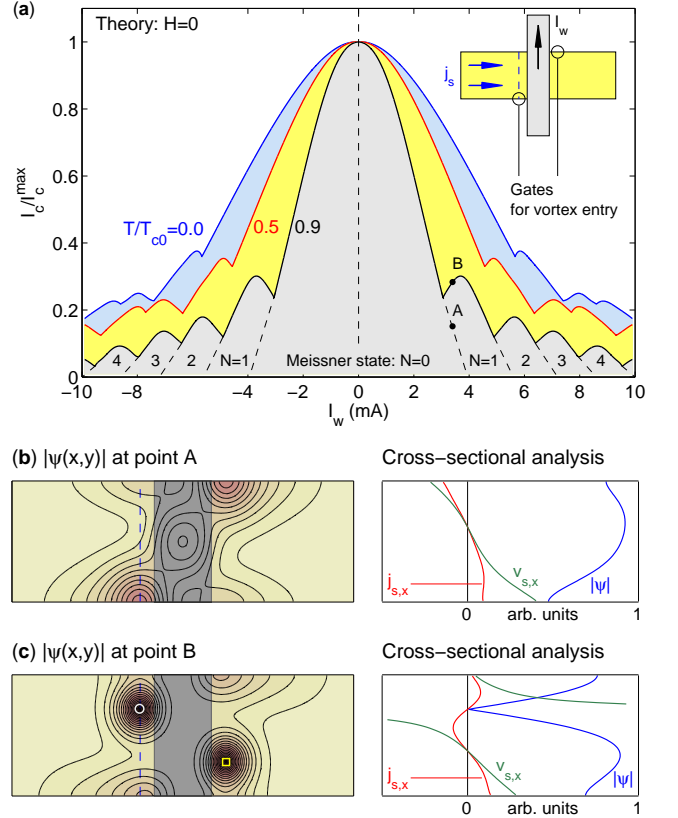 (a)
Theory: H=0
I_c/I_c^max
1
0.8
0.6
0.4
0.2
0
T/T_c0=0.0
0.5
0.9
I_w
j_s
Gates
for vortex entry
B
A
4
3
2
N=1
Meissner state: N=0
N=1
2
3
4
−10
−8
−6
−4
−2
0
2
4
6
8
10
I_w (mA)
(b) |ψ(x,y)| at point A
Cross−sectional analysis
j_s,x
v_s,x
|ψ|
0
arb. units
1
(c) |ψ(x,y)| at point B
Cross−sectional analysis
v_s,x
j_s,x
|ψ|
0
arb. units
1